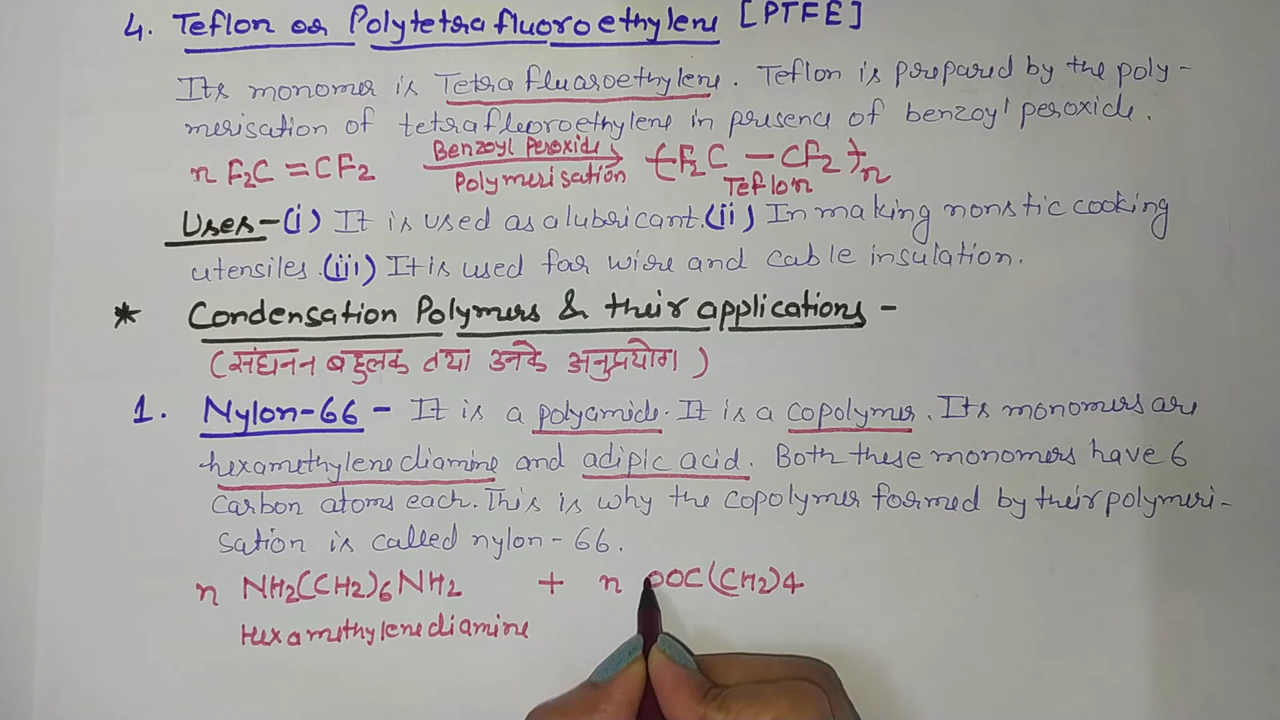 4. Teflon or Polytetrafluoroethylene [PTFE]
Its monomer is Tetrafluaroethylene. Teflon is prepared by the poly-
merisation of tetrafleoroethylene in presence of benzoyl peroxide.
n F₂C = CF₂ Benzoyl Peroxide Polymerisation (F₂C — CF₂)n
Teflon
Uses - (i) It is used as a lubricant. (ii) In making nonstic cooking
utensiles. (iii) It is used for wire and cable insulation.
* Condensation Polymers & their applications -
(संघनन बहुलक तथा उनके अनुप्रयोग)
1. Nylon-66 - It is a polyamide. It is a copolymer. Its monomers are
hexamethylene diamine and adipic acid. Both these monomers have 6
Carbon atoms each. This is why the copolymer formed by their polymeri-
sation is called nylon-66.
n NH₂(CH₂)₆NH₂ + n OOC(CH₂)4
Hexamethylenediamine